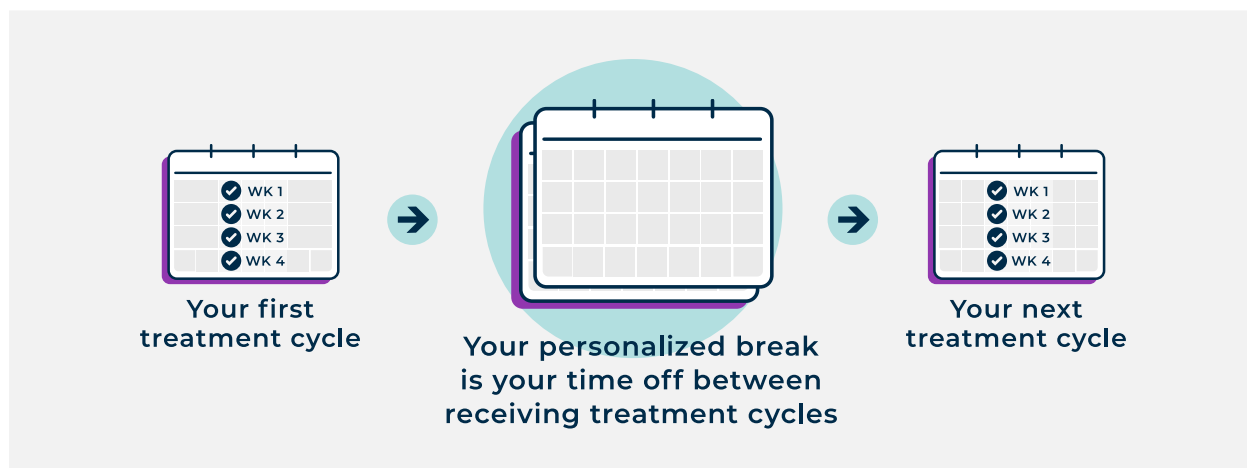 WK 1
WK 2
WK 3
WK 4
Your first
treatment cycle
Your personalized break
is your time off between
receiving treatment cycles
WK 1
WK 2
WK 3
WK 4
Your next
treatment cycle